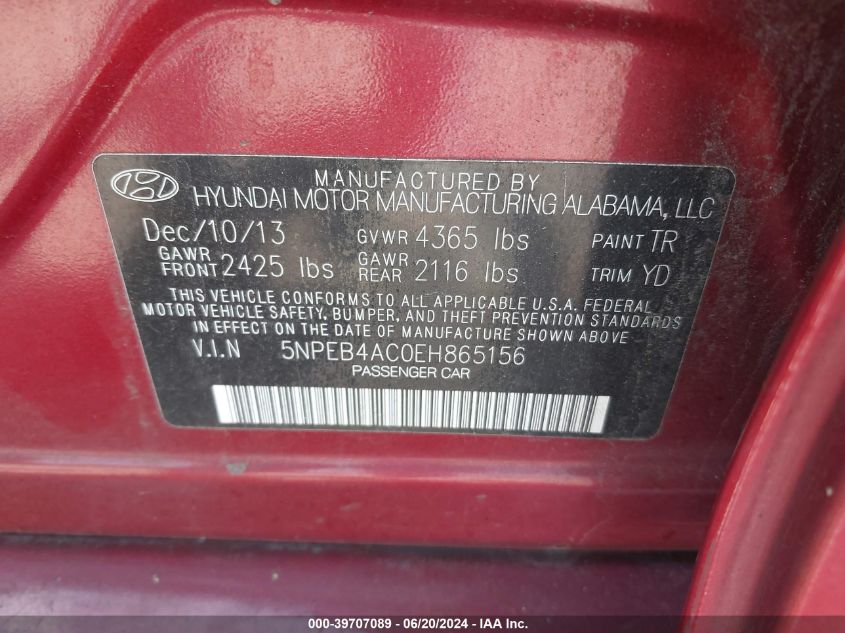 MANUFACTURED BY
HYUNDAI MOTOR MANUFACTURING ALABAMA, LLC
Dec/10/13 GVWR 4365 lbs PAINT TR
GAWR FRONT 2425 lbs GAWR REAR 2116 lbs TRIM YD
THIS VEHICLE CONFORMS TO ALL APPLICABLE U.S.A. FEDERAL
MOTOR VEHICLE SAFETY, BUMPER, AND THEFT PREVENTION STANDARDS
IN EFFECT ON THE DATE OF MANUFACTURE SHOWN ABOVE
V.I.N 5NPEB4AC0EH865156
PASSENGER CAR
000-39707089 - 06/20/2024 - IAA Inc.